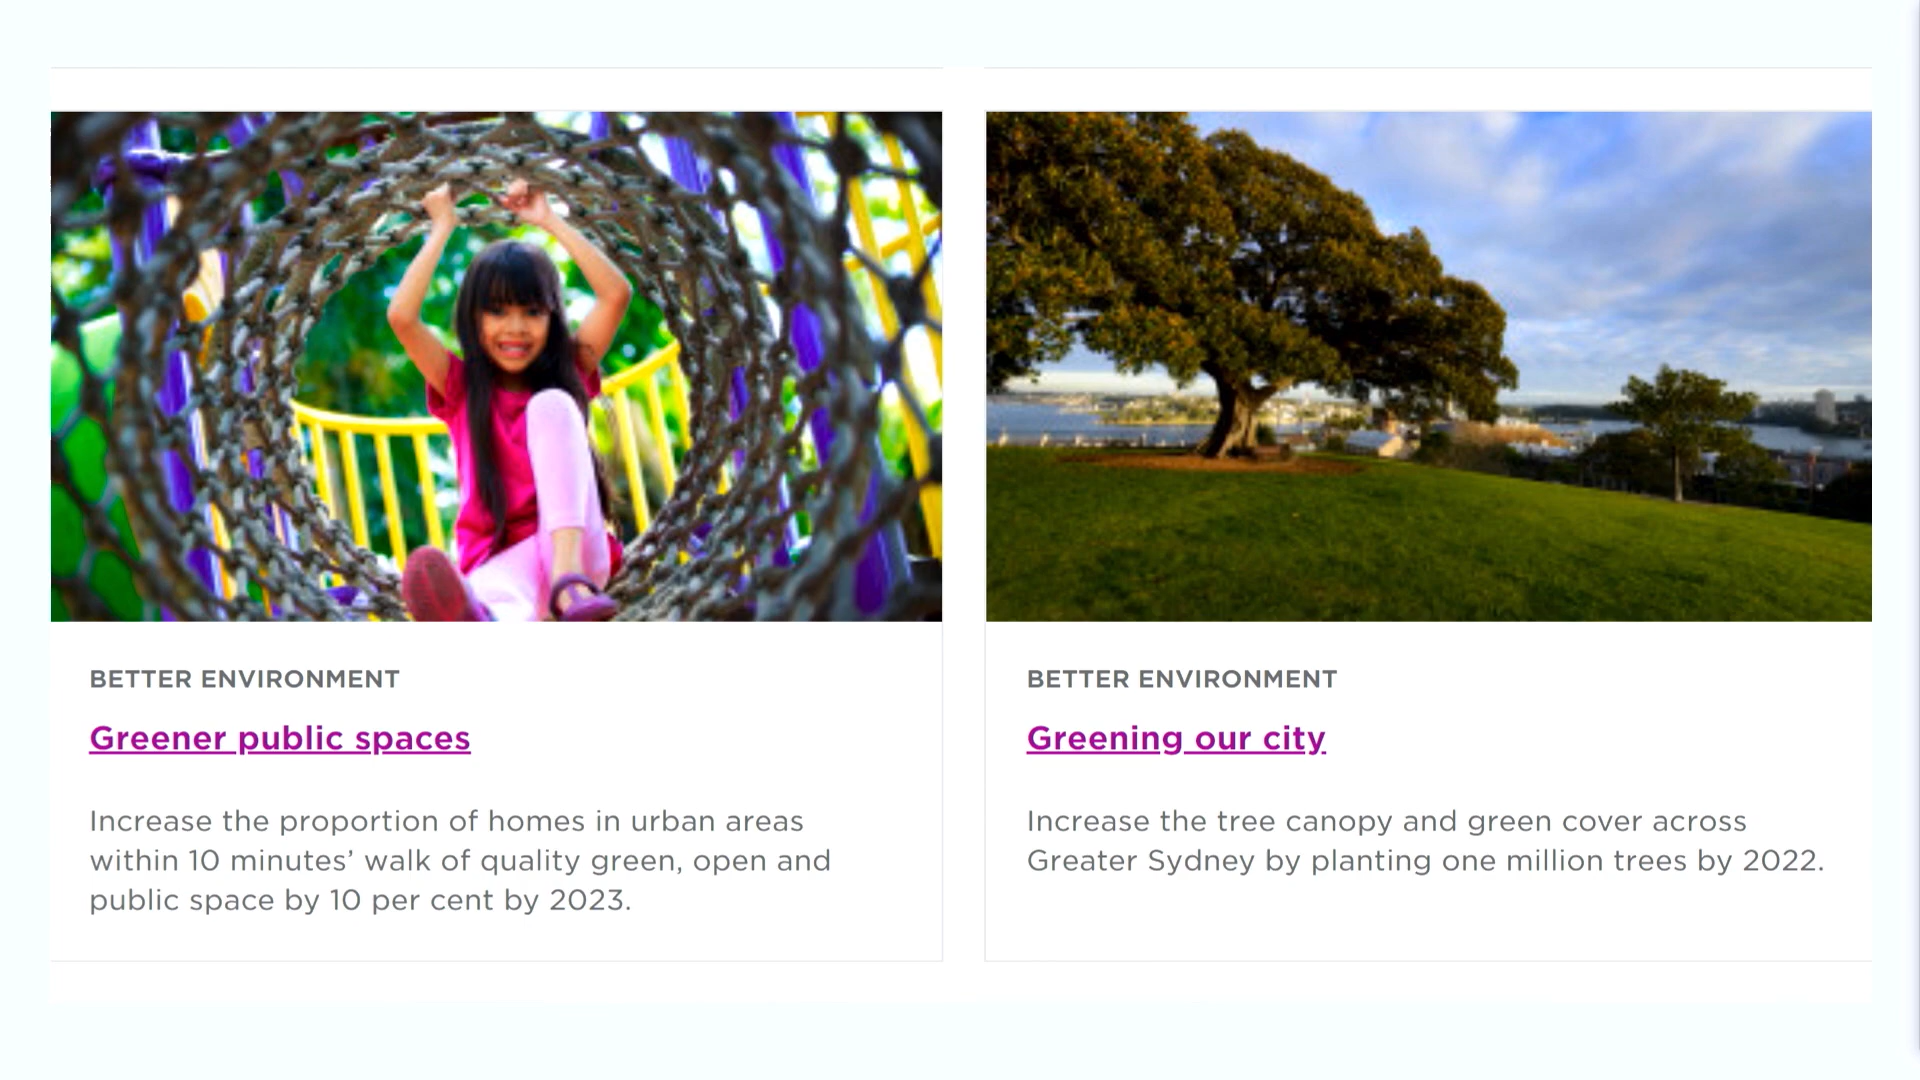 BETTER ENVIRONMENT
Greener public spaces
Increase the proportion of homes in urban areas
within 10 minutes’ walk of quality green, open and
public space by 10 per cent by 2023.
BETTER ENVIRONMENT
Greening our city
Increase the tree canopy and green cover across
Greater Sydney by planting one million trees by 2022.